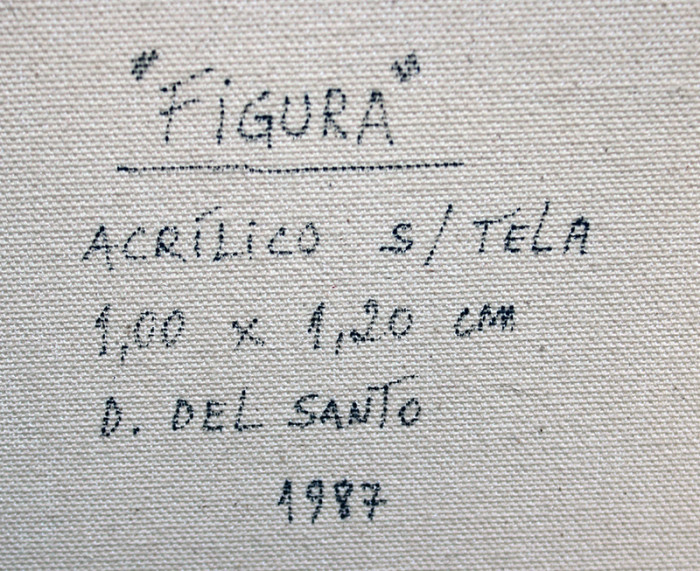 "FiGURA"
ACRÍLiCO S/ TELA
1,00 x 1,20 cm
D. DEL SANTO
1987